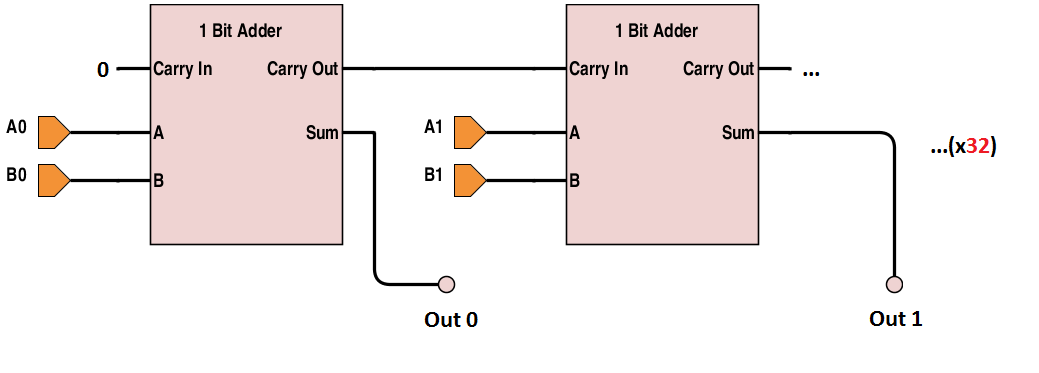 1 Bit Adder
1 Bit Adder
0
Carry In
Carry Out
Carry In
Carry Out
...
A0
A
Sum
A1
A
Sum
...(x32)
B0
B
B1
B
Out 0
Out 1